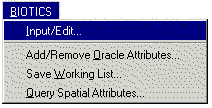 BIOTICS
Input/Edit...
Add/Remove Oracle Attributes...
Save Working List...
Query Spatial Attributes...